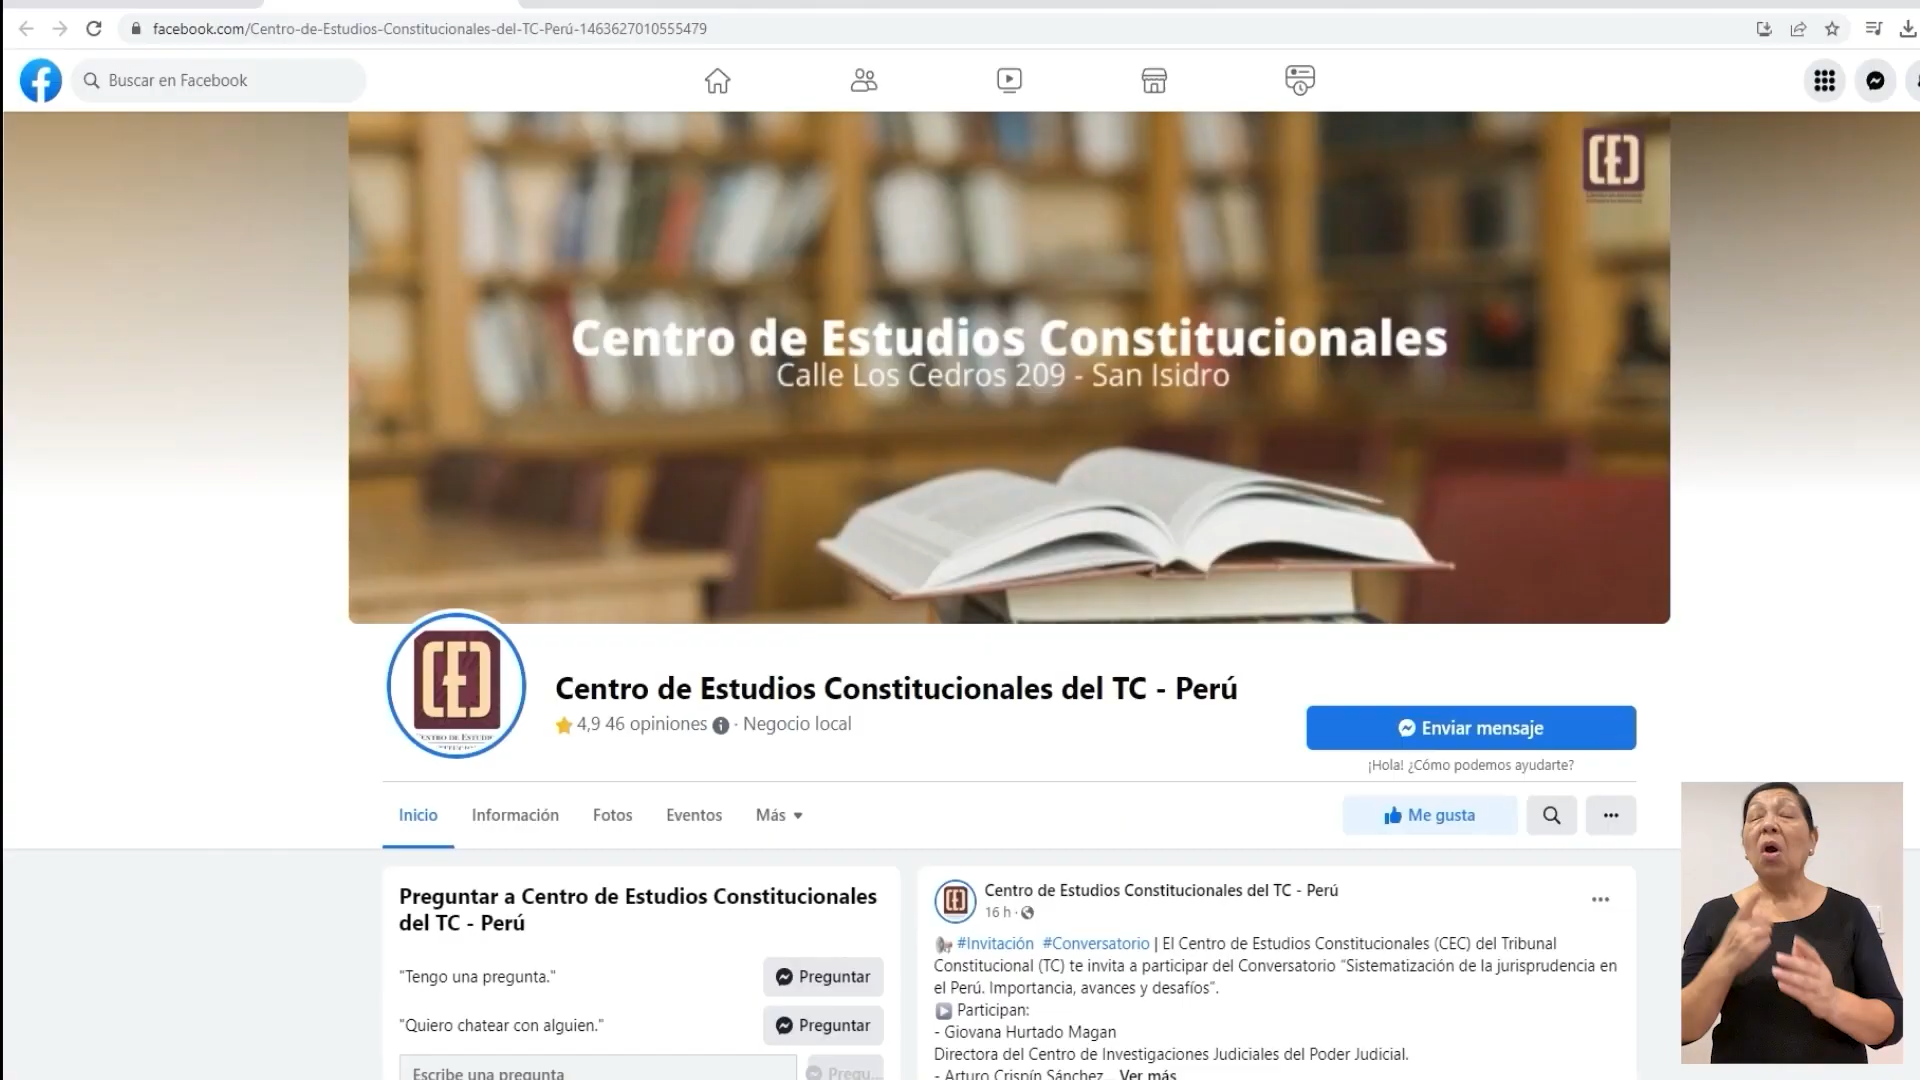 facebook.com/Centro-de-Estudios-Constitucionales-del-TC-Perú-1463627010555479
Buscar en Facebook
Centro de Estudios Constitucionales
Calle Los Cedros 209 - San Isidro
Centro de Estudios Constitucionales del TC - Perú
4,9 46 opiniones · Negocio local
Enviar mensaje
¡Hola! ¿Cómo podemos ayudarte?
Inicio
Información
Fotos
Eventos
Más
Me gusta
Preguntar a Centro de Estudios Constitucionales
del TC - Perú
"Tengo una pregunta."
Preguntar
"Quiero chatear con alguien."
Preguntar
Escribe una pregunta
Pregu...
Centro de Estudios Constitucionales del TC - Perú
16 h ·
#Invitación #Conversatorio | El Centro de Estudios Constitucionales (CEC) del Tribunal
Constitucional (TC) te invita a participar del Conversatorio "Sistematización de la jurisprudencia en
el Perú. Importancia, avances y desafíos".
Participan:
- Giovana Hurtado Magan
Directora del Centro de Investigaciones Judiciales del Poder Judicial.
- Arturo Crispín Sánchez... Ver más